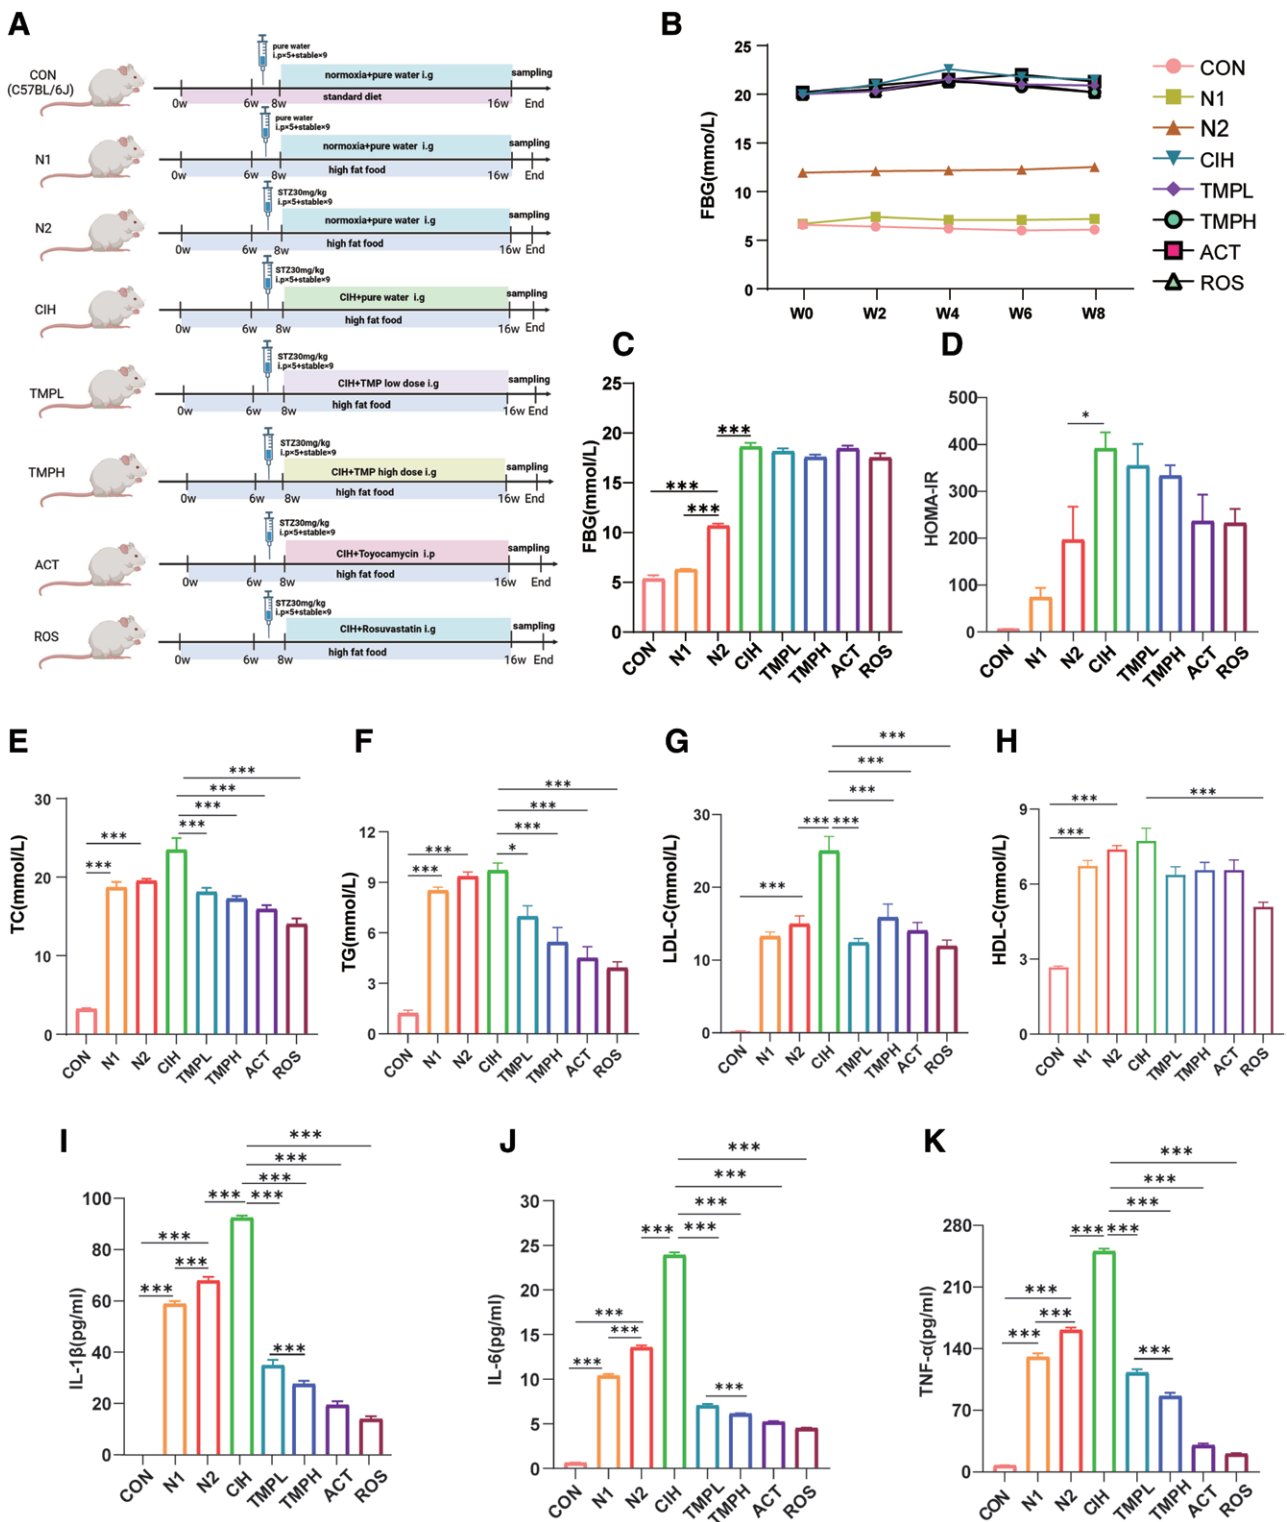 A
CON
(C57BL/6J)
pure water
i.p×5+stable×9
normoxia+pure water i.g
sampling
standard diet
0w 6w 8w 16w End
N1
pure water
i.p×5+stable×9
normoxia+pure water i.g
sampling
high fat food
0w 6w 8w 16w End
N2
STZ30mg/kg
i.p×5+stable×9
normoxia+pure water i.g
sampling
high fat food
0w 6w 8w 16w End
CIH
STZ30mg/kg
i.p×5+stable×9
CIH+pure water i.g
sampling
high fat food
0w 6w 8w 16w End
TMPL
STZ30mg/kg
i.p×5+stable×9
CIH+TMP low dose i.g
sampling
high fat food
0w 6w 8w 16w End
TMPH
STZ30mg/kg
i.p×5+stable×9
CIH+TMP high dose i.g
sampling
high fat food
0w 6w 8w 16w End
ACT
STZ30mg/kg
i.p×5+stable×9
CIH+Toyocamycin i.p
sampling
high fat food
0w 6w 8w 16w End
ROS
STZ30mg/kg
i.p×5+stable×9
CIH+Rosuvastatin i.g
sampling
high fat food
0w 6w 8w 16w End
B
FBG(mmo/L)
25
20
15
10
5
0
W0 W2 W4 W6 W8
CON
N1
N2
CIH
TMPL
TMPH
ACT
ROS
C
FBG(mmol/L)
25
20
15
10
5
0
***
***
***
CON N1 N2 CIH TMPL TMPH ACT ROS
D
HOMA-IR
500
400
300
200
100
0
*
CON N1 N2 CIH TMPL TMPH ACT ROS
E
TC(mmol/L)
30
20
10
0
***
***
***
***
***
***
CON N1 N2 CIH TMPL TMPH ACT ROS
F
TG(mmol/L)
12
9
6
3
0
***
***
***
*
***
***
CON N1 N2 CIH TMPL TMPH ACT ROS
G
LDL-C(mmol/L)
30
20
10
0
***
***
***
*** ***
***
CON N1 N2 CIH TMPL TMPH ACT ROS
H
HDL-C(mmol/L)
9
6
3
0
*** ***
***
CON N1 N2 CIH TMPL TMPH ACT ROS
I
IL-1β(pg/ml)
100
80
60
40
20
0
***
***
***
*** ***
***
***
***
***
CON N1 N2 CIH TMPL TMPH ACT ROS
J
IL-6(pg/ml)
30
25
20
15
10
5
0
***
***
***
*** ***
***
***
***
***
CON N1 N2 CIH TMPL TMPH ACT ROS
K
TNF-α(pg/ml)
280
210
140
70
0
***
***
***
*** ***
***
***
***
***
CON N1 N2 CIH TMPL TMPH ACT ROS